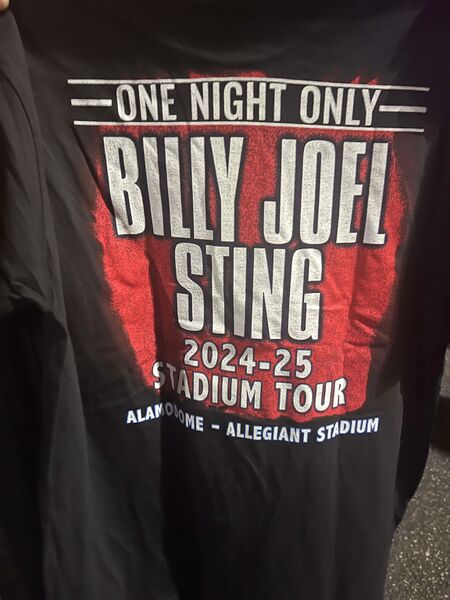 ONE NIGHT ONLY
BILLY JOEL
STING
2024-25
STADIUM TOUR
ALAMODOME - ALLEGIANT STADIUM